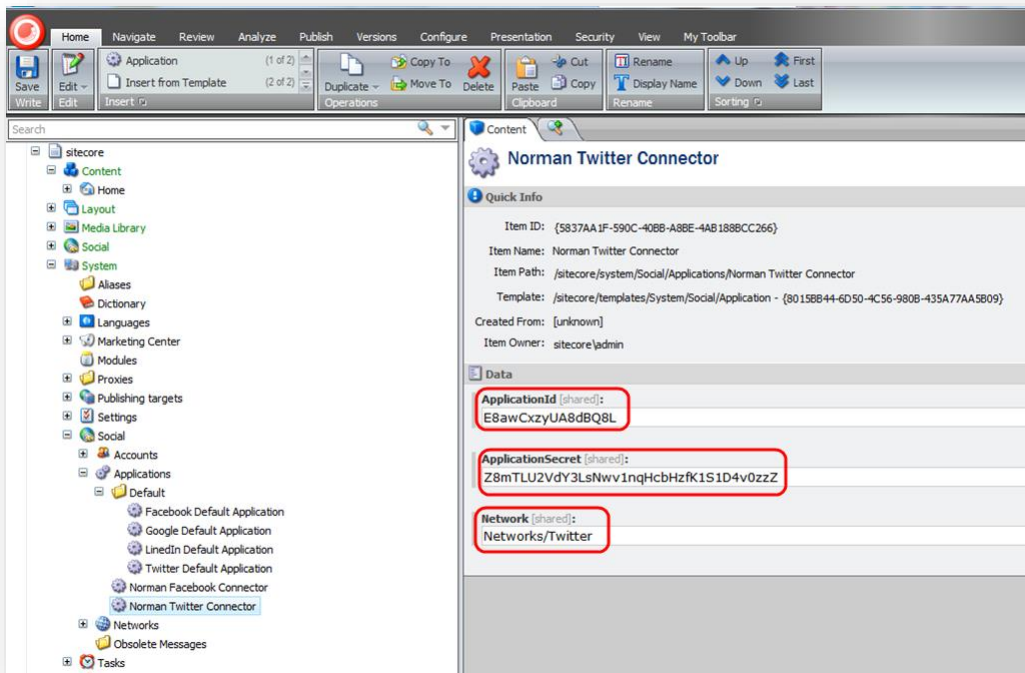 Home Navigate Review Analyze Publish Versions Configure Presentation Security View My Toolbar
Application (1 of 2) Copy To Cut Rename Up First
Save Edit Insert from Template (2 of 2) Duplicate Move To Delete Paste Copy Display Name Down Last
Write Edit Insert Operations Clipboard Rename Sorting
Search
sitecore
Content
Home
Layout
Media Library
Social
System
Aliases
Dictionary
Languages
Marketing Center
Modules
Proxies
Publishing targets
Settings
Social
Accounts
Applications
Default
Facebook Default Application
Google Default Application
LinedIn Default Application
Twitter Default Application
Norman Facebook Connector
Norman Twitter Connector
Networks
Obsolete Messages
Tasks
Content
Norman Twitter Connector
Quick Info
Item ID: {5837AA1F-590C-40BB-A8BE-4AB188BCC266}
Item Name: Norman Twitter Connector
Item Path: /sitecore/system/Social/Applications/Norman Twitter Connector
Template: /sitecore/templates/System/Social/Application - {8015BB44-6D50-4C56-980B-435A77AA5B09}
Created From: [unknown]
Item Owner: sitecore\admin
Data
ApplicationId [shared]:
E8awCxzyUA8dBQ8L
ApplicationSecret [shared]:
Z8mTLU2VdY3LsNwv1nqHcbHzfK1S1D4v0zzZ
Network [shared]:
Networks/Twitter